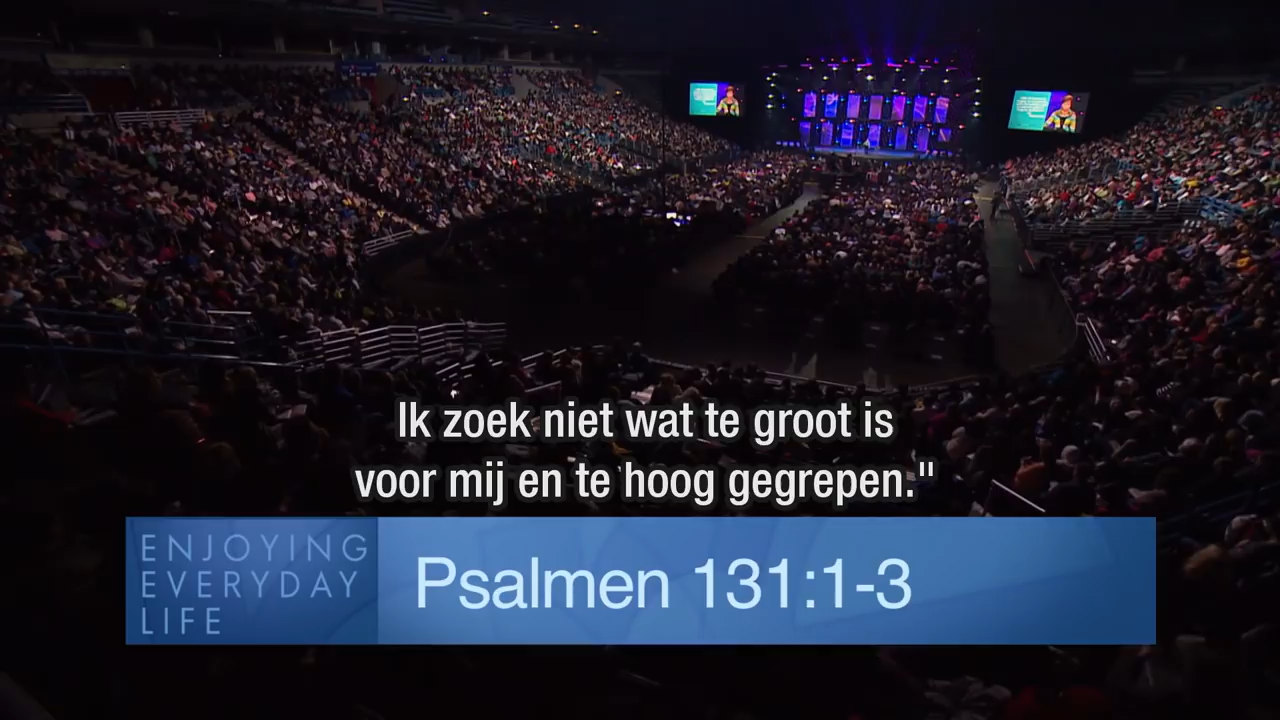 Ik zoek niet wat te groot is
voor mij en te hoog gegrepen."
ENJOYING
EVERYDAY
LIFE
Psalmen 131:1-3